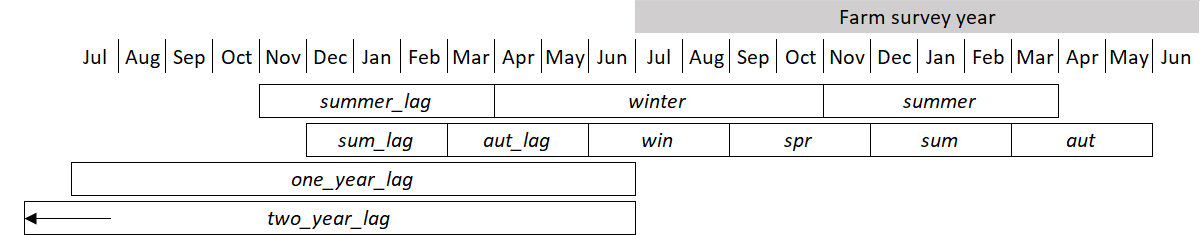 Farm survey year
Jul Aug Sep Oct Nov Dec Jan Feb Mar Apr May Jun Jul Aug Sep Oct Nov Dec Jan Feb Mar Apr May Jun
summer_lag winter summer
sum_lag aut_lag win spr sum aut
one_year_lag
two_year_lag